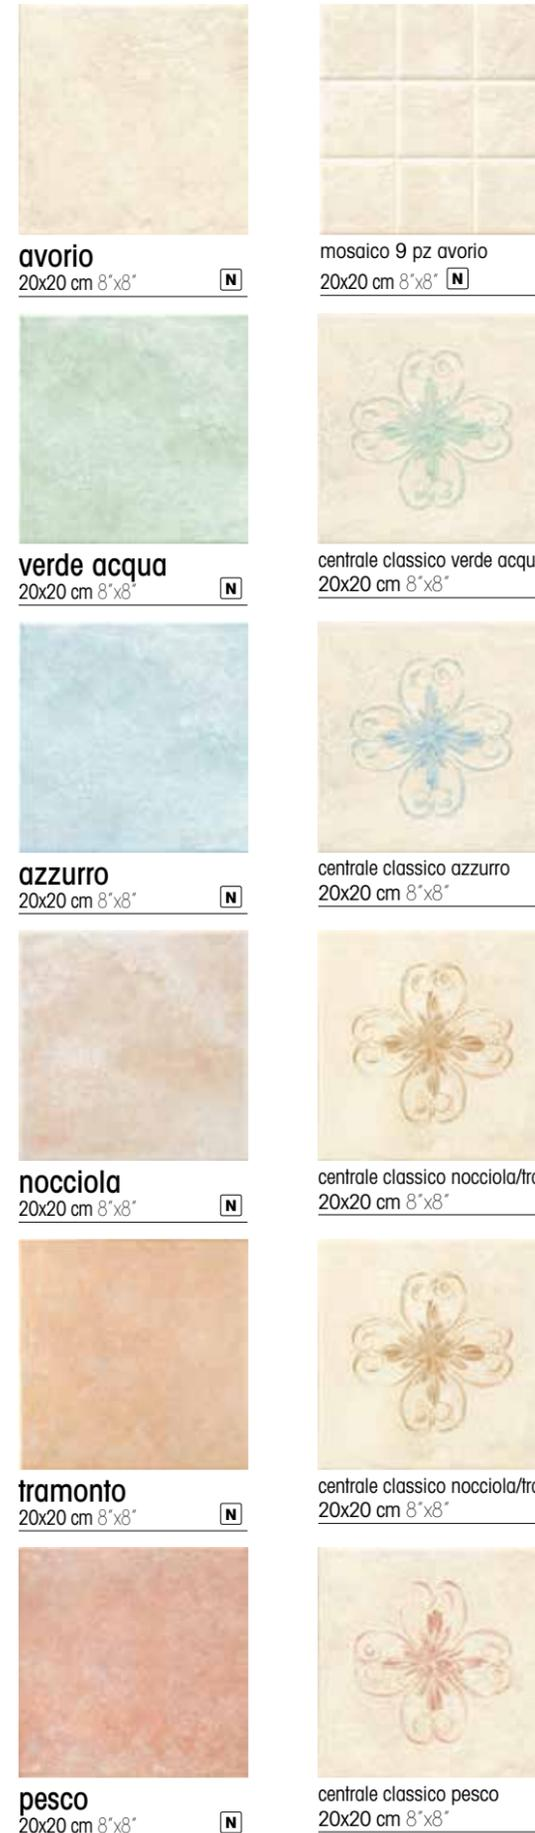 avorio
20x20 cm 8″x8″ N
mosaico 9 pz avorio
20x20 cm 8″x8″ N
verde acqua
20x20 cm 8″x8″ N
centrale classico verde acqu
20x20 cm 8″x8″
azzurro
20x20 cm 8″x8″ N
centrale classico azzurro
20x20 cm 8″x8″
nocciola
20x20 cm 8″x8″ N
centrale classico nocciola/tra
20x20 cm 8″x8″
tramonto
20x20 cm 8″x8″ N
centrale classico nocciola/tra
20x20 cm 8″x8″
pesco
20x20 cm 8″x8″ N
centrale classico pesco
20x20 cm 8″x8″